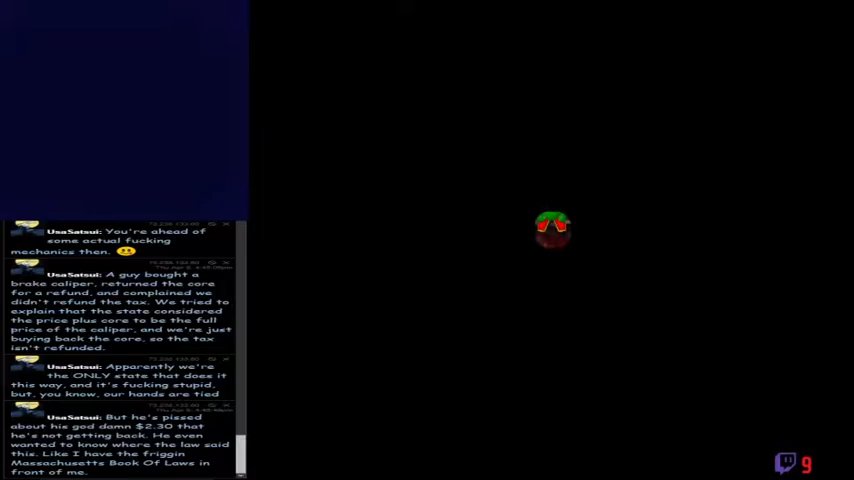 UsaSatsui: You're ahead of
some actual fucking
mechanics then.
UsaSatsui: A guy bought a
brake caliper, returned the core
for a refund, and complained we
didn't refund the tax. We tried to
explain that the state considered
the price plus core to be the full
price of the caliper, and we're just
buying back the core, so the tax
isn't refunded.
UsaSatsui: Apparently we're
the ONLY state that does it
this way, and it's fucking stupid,
but, you know, our hands are tied
UsaSatsui: But he's pissed
about his god damn $2.30 that
he's not getting back. He even
wanted to know where the law said
this. Like I have the friggin
Massachusetts Book Of Laws in
front of me.
9